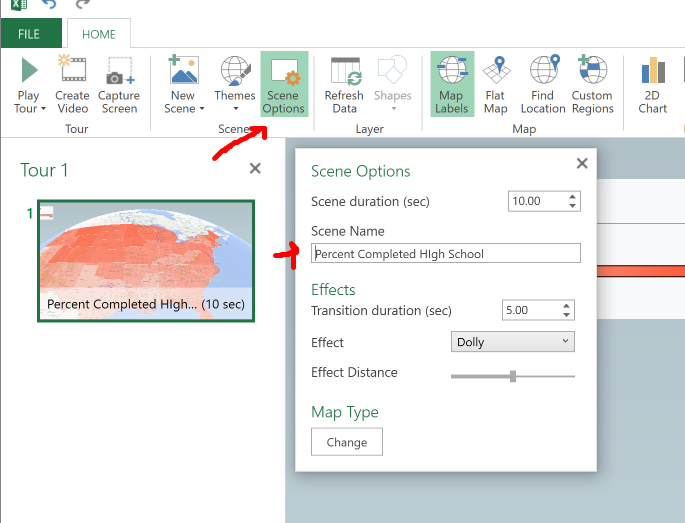 FILE
HOME
Play Tour
Create Video
Capture Screen
New Scene
Themes
Scene Options
Refresh Data
Shapes
Map Labels
Flat Map
Find Location
Custom Regions
2D Chart
Tour
Scene
Layer
Map
Tour 1
1
Percent Completed HIgh... (10 sec)
Scene Options
Scene duration (sec)
10.00
Scene Name
Percent Completed HIgh School
Effects
Transition duration (sec)
5.00
Effect
Dolly
Effect Distance
Map Type
Change